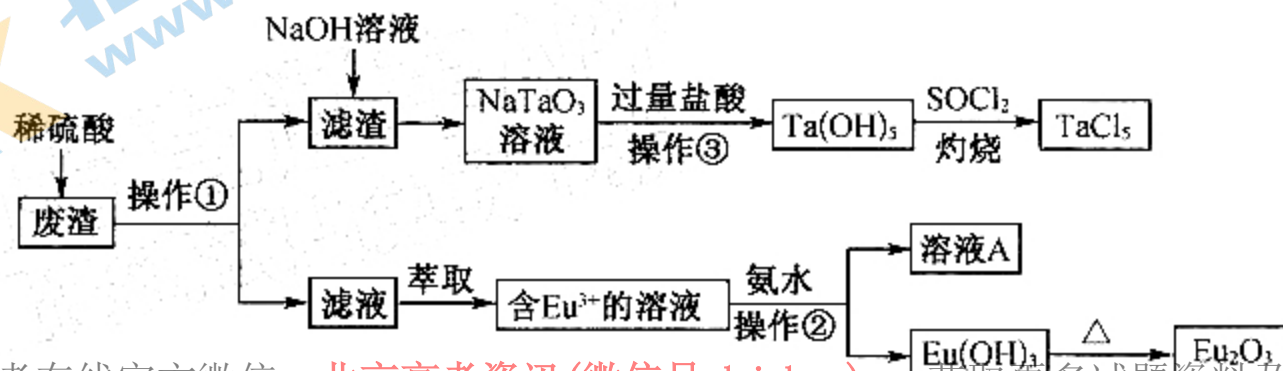 WWW
NaOH溶液
稀硫酸
废渣
操作①
滤渣
NaTaO₃
溶液
过量盐酸
操作③
Ta(OH)₅
SOCl₂
灼烧
TaCl₅
滤液
萃取
含Eu³⁺的溶液
氨水
操作②
溶液A
Eu(OH)₃
△
Eu₂O₃